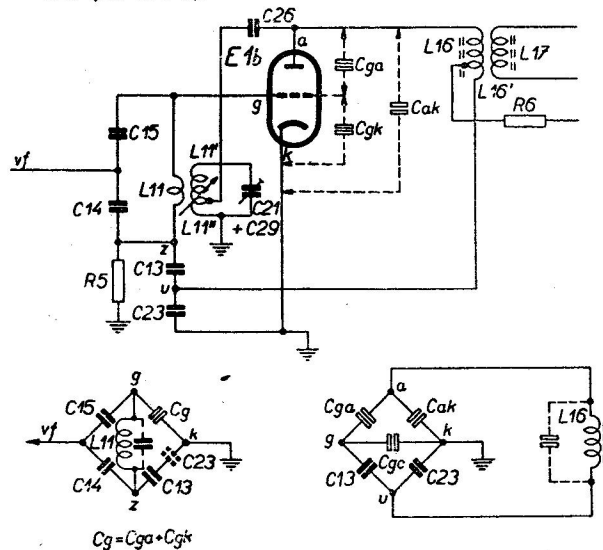 C26
a
E1b
Cga
L16
L17
g
Cak
L16'
C15
Cgk
R6
vf
k
L11'
L11
C21
C14
L11"
+ C29
z
R5
C13
u
C23
g
a
C15
Cg
Cga
Cak
L16
vf
L11
k
g
k
C23
Cgc
C14
C13
C13
C23
z
u
Cg = Cga + Cgk